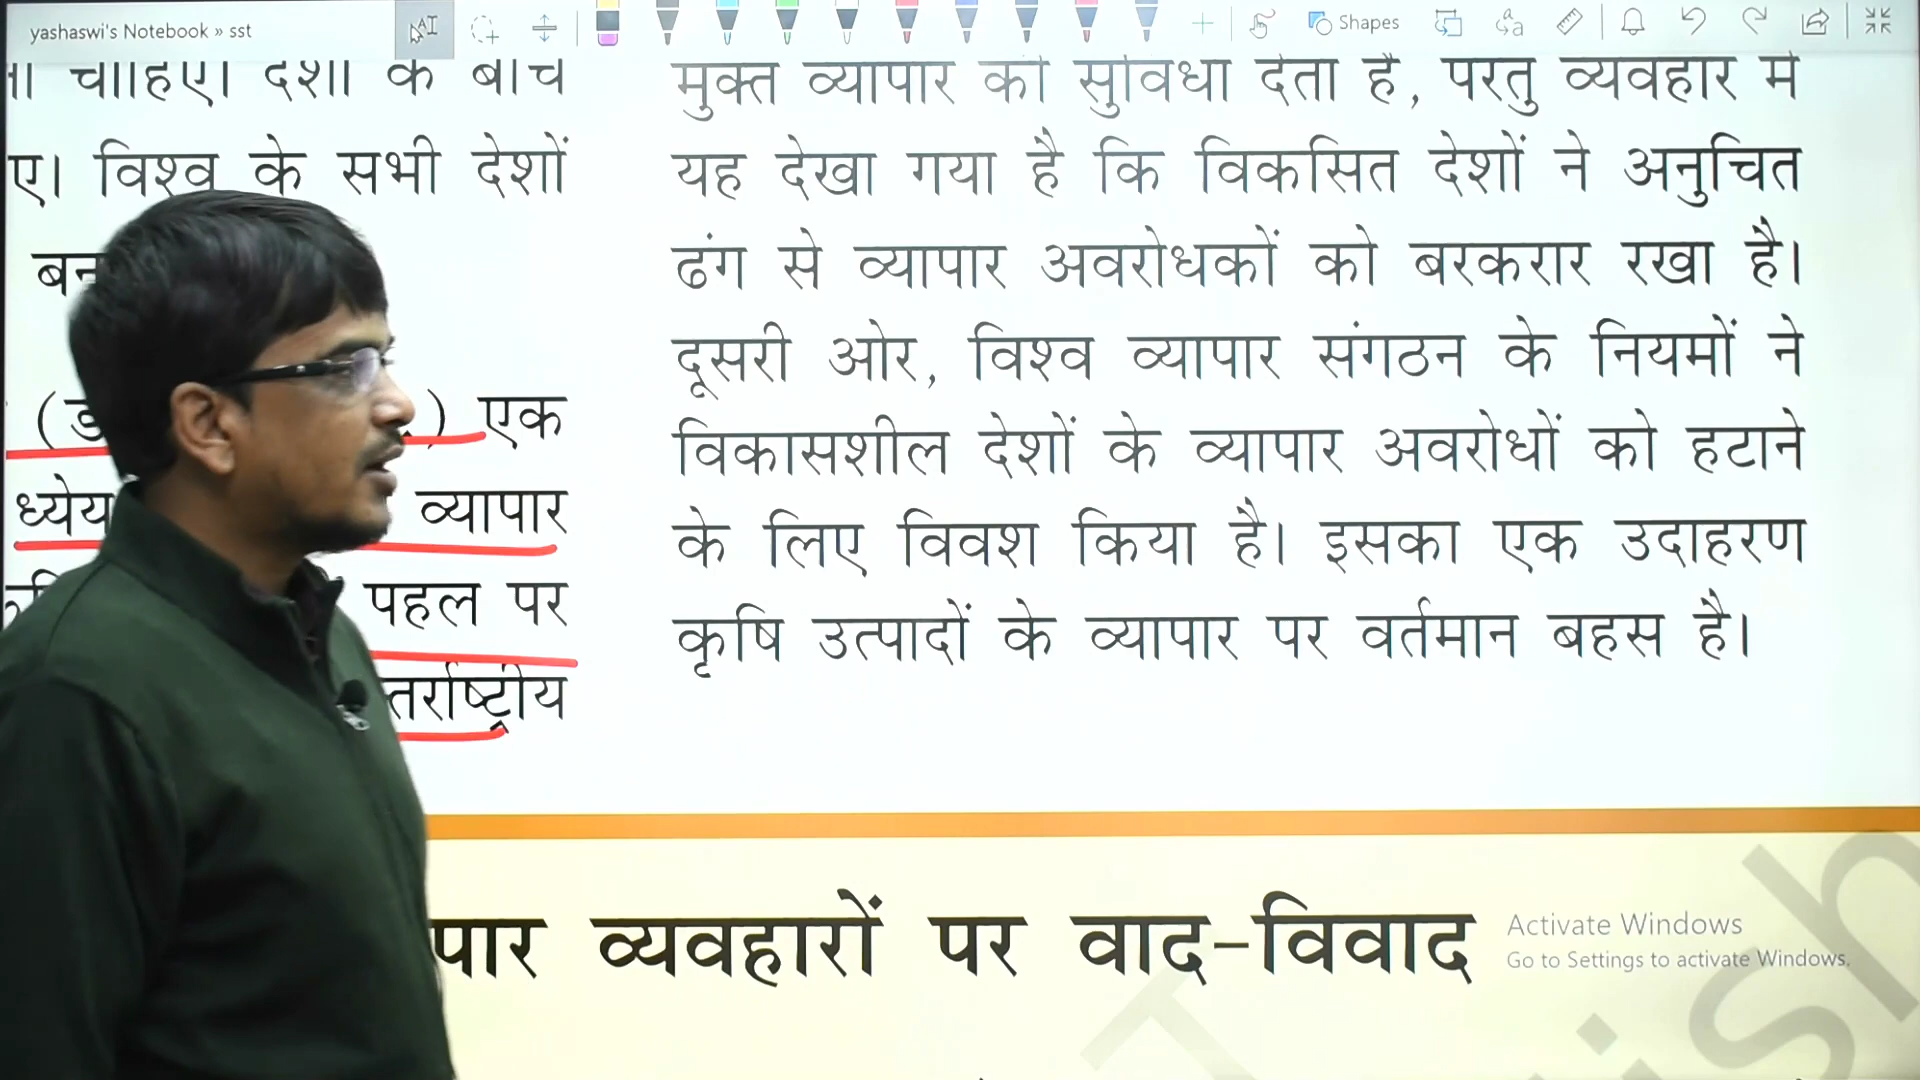 yashaswi's Notebook » sst
Shapes
चाहिए। देशों के बीच
ए। विश्व के सभी देशों
बन
एक
ध्येय व्यापार
पहल पर
मुक्त व्यापार की सुविधा देता है, परंतु व्यवहार में
यह देखा गया है कि विकसित देशों ने अनुचित
ढंग से व्यापार अवरोधकों को बरकरार रखा है।
दूसरी ओर, विश्व व्यापार संगठन के नियमों ने
विकासशील देशों के व्यापार अवरोधों को हटाने
के लिए विवश किया है। इसका एक उदाहरण
कृषि उत्पादों के व्यापार पर वर्तमान बहस है।
पार व्यवहारों पर वाद-विवाद
Activate Windows
Go to Settings to activate Windows.